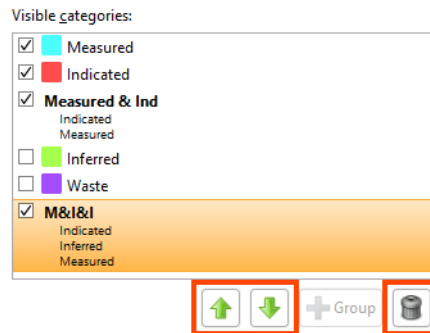 Visible categories:
Measured
Indicated
Measured & Ind
Indicated
Measured
Inferred
Waste
M&I&I
Indicated
Inferred
Measured
Group